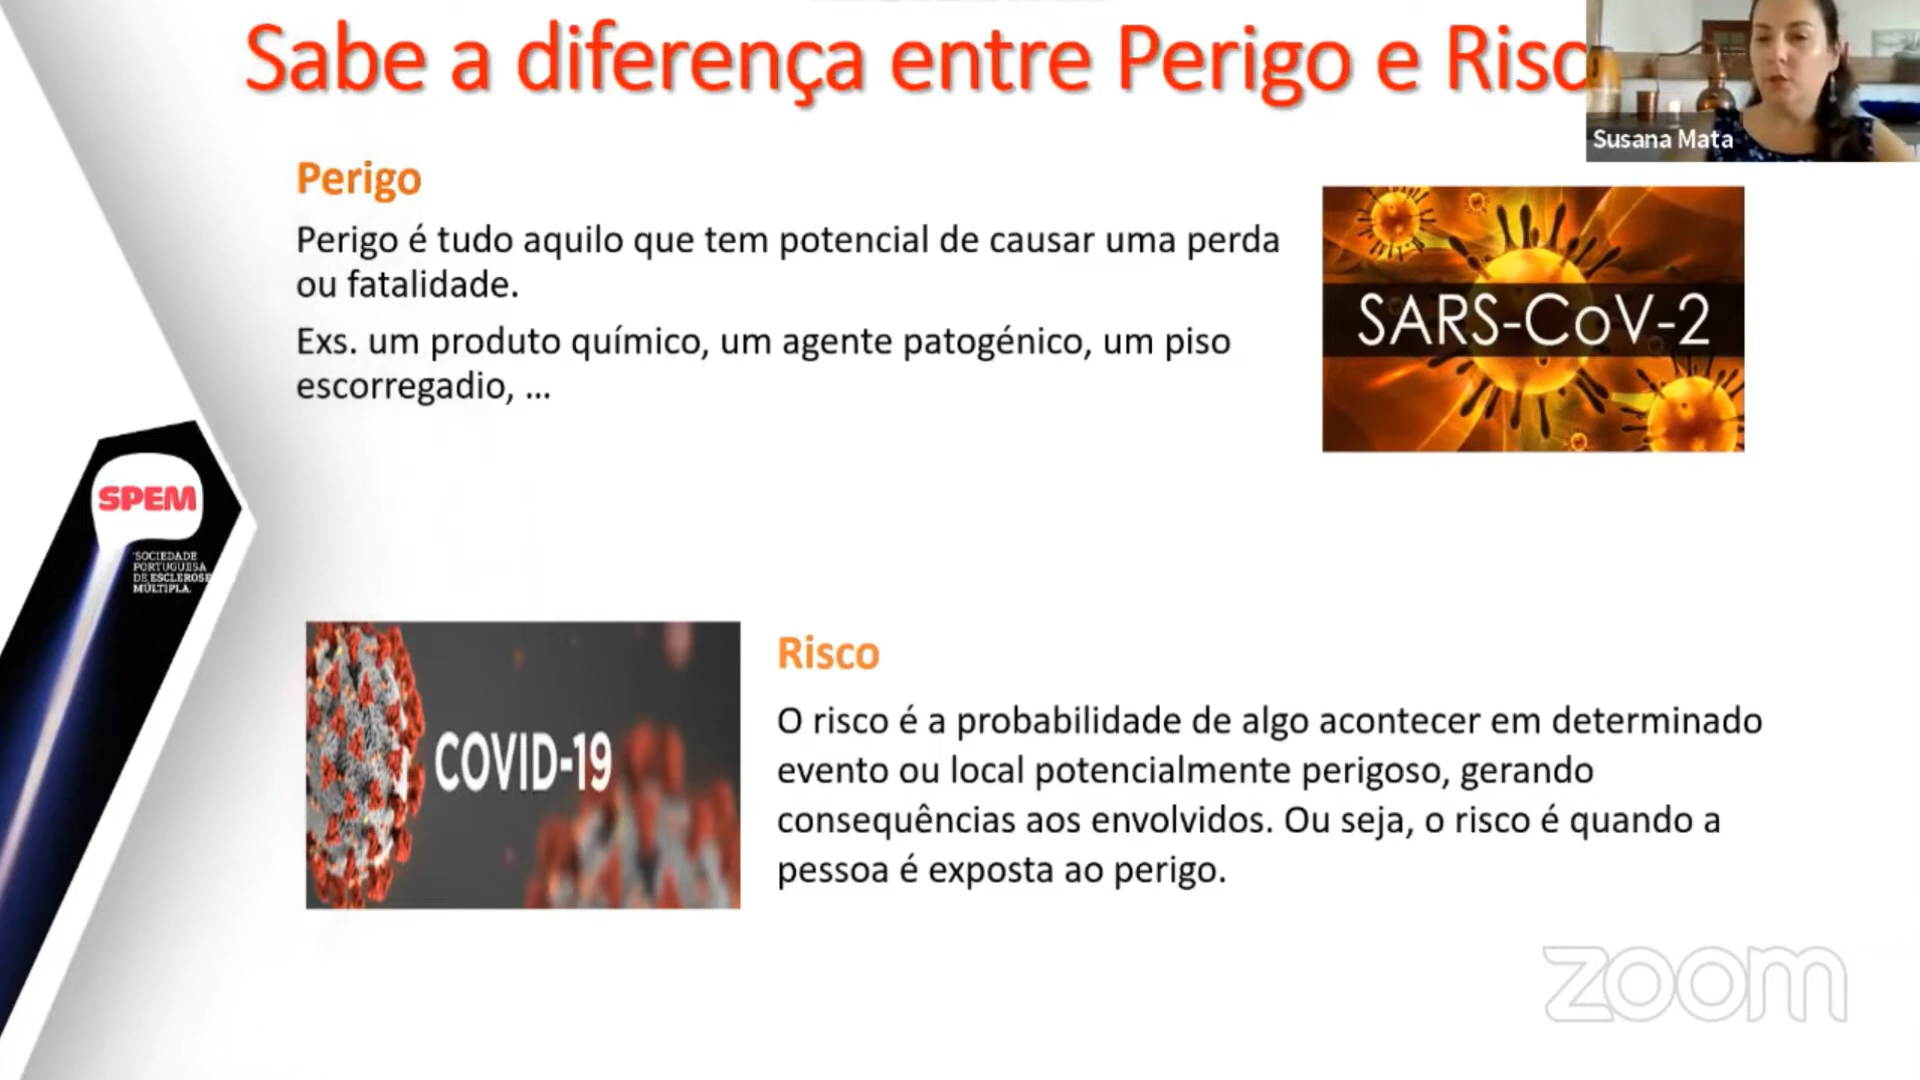 Sabe a diferença entre Perigo e Risc
Susana Mata
Perigo
Perigo é tudo aquilo que tem potencial de causar uma perda
ou fatalidade.
Exs. um produto químico, um agente patogénico, um piso
escorregadio, ...
SARS-CoV-2
SPEM
SOCIEDADE
PORTUGUESA
DE ESCLEROSE
MÚLTIPLA
COVID-19
Risco
O risco é a probabilidade de algo acontecer em determinado
evento ou local potencialmente perigoso, gerando
consequências aos envolvidos. Ou seja, o risco é quando a
pessoa é exposta ao perigo.
zoom